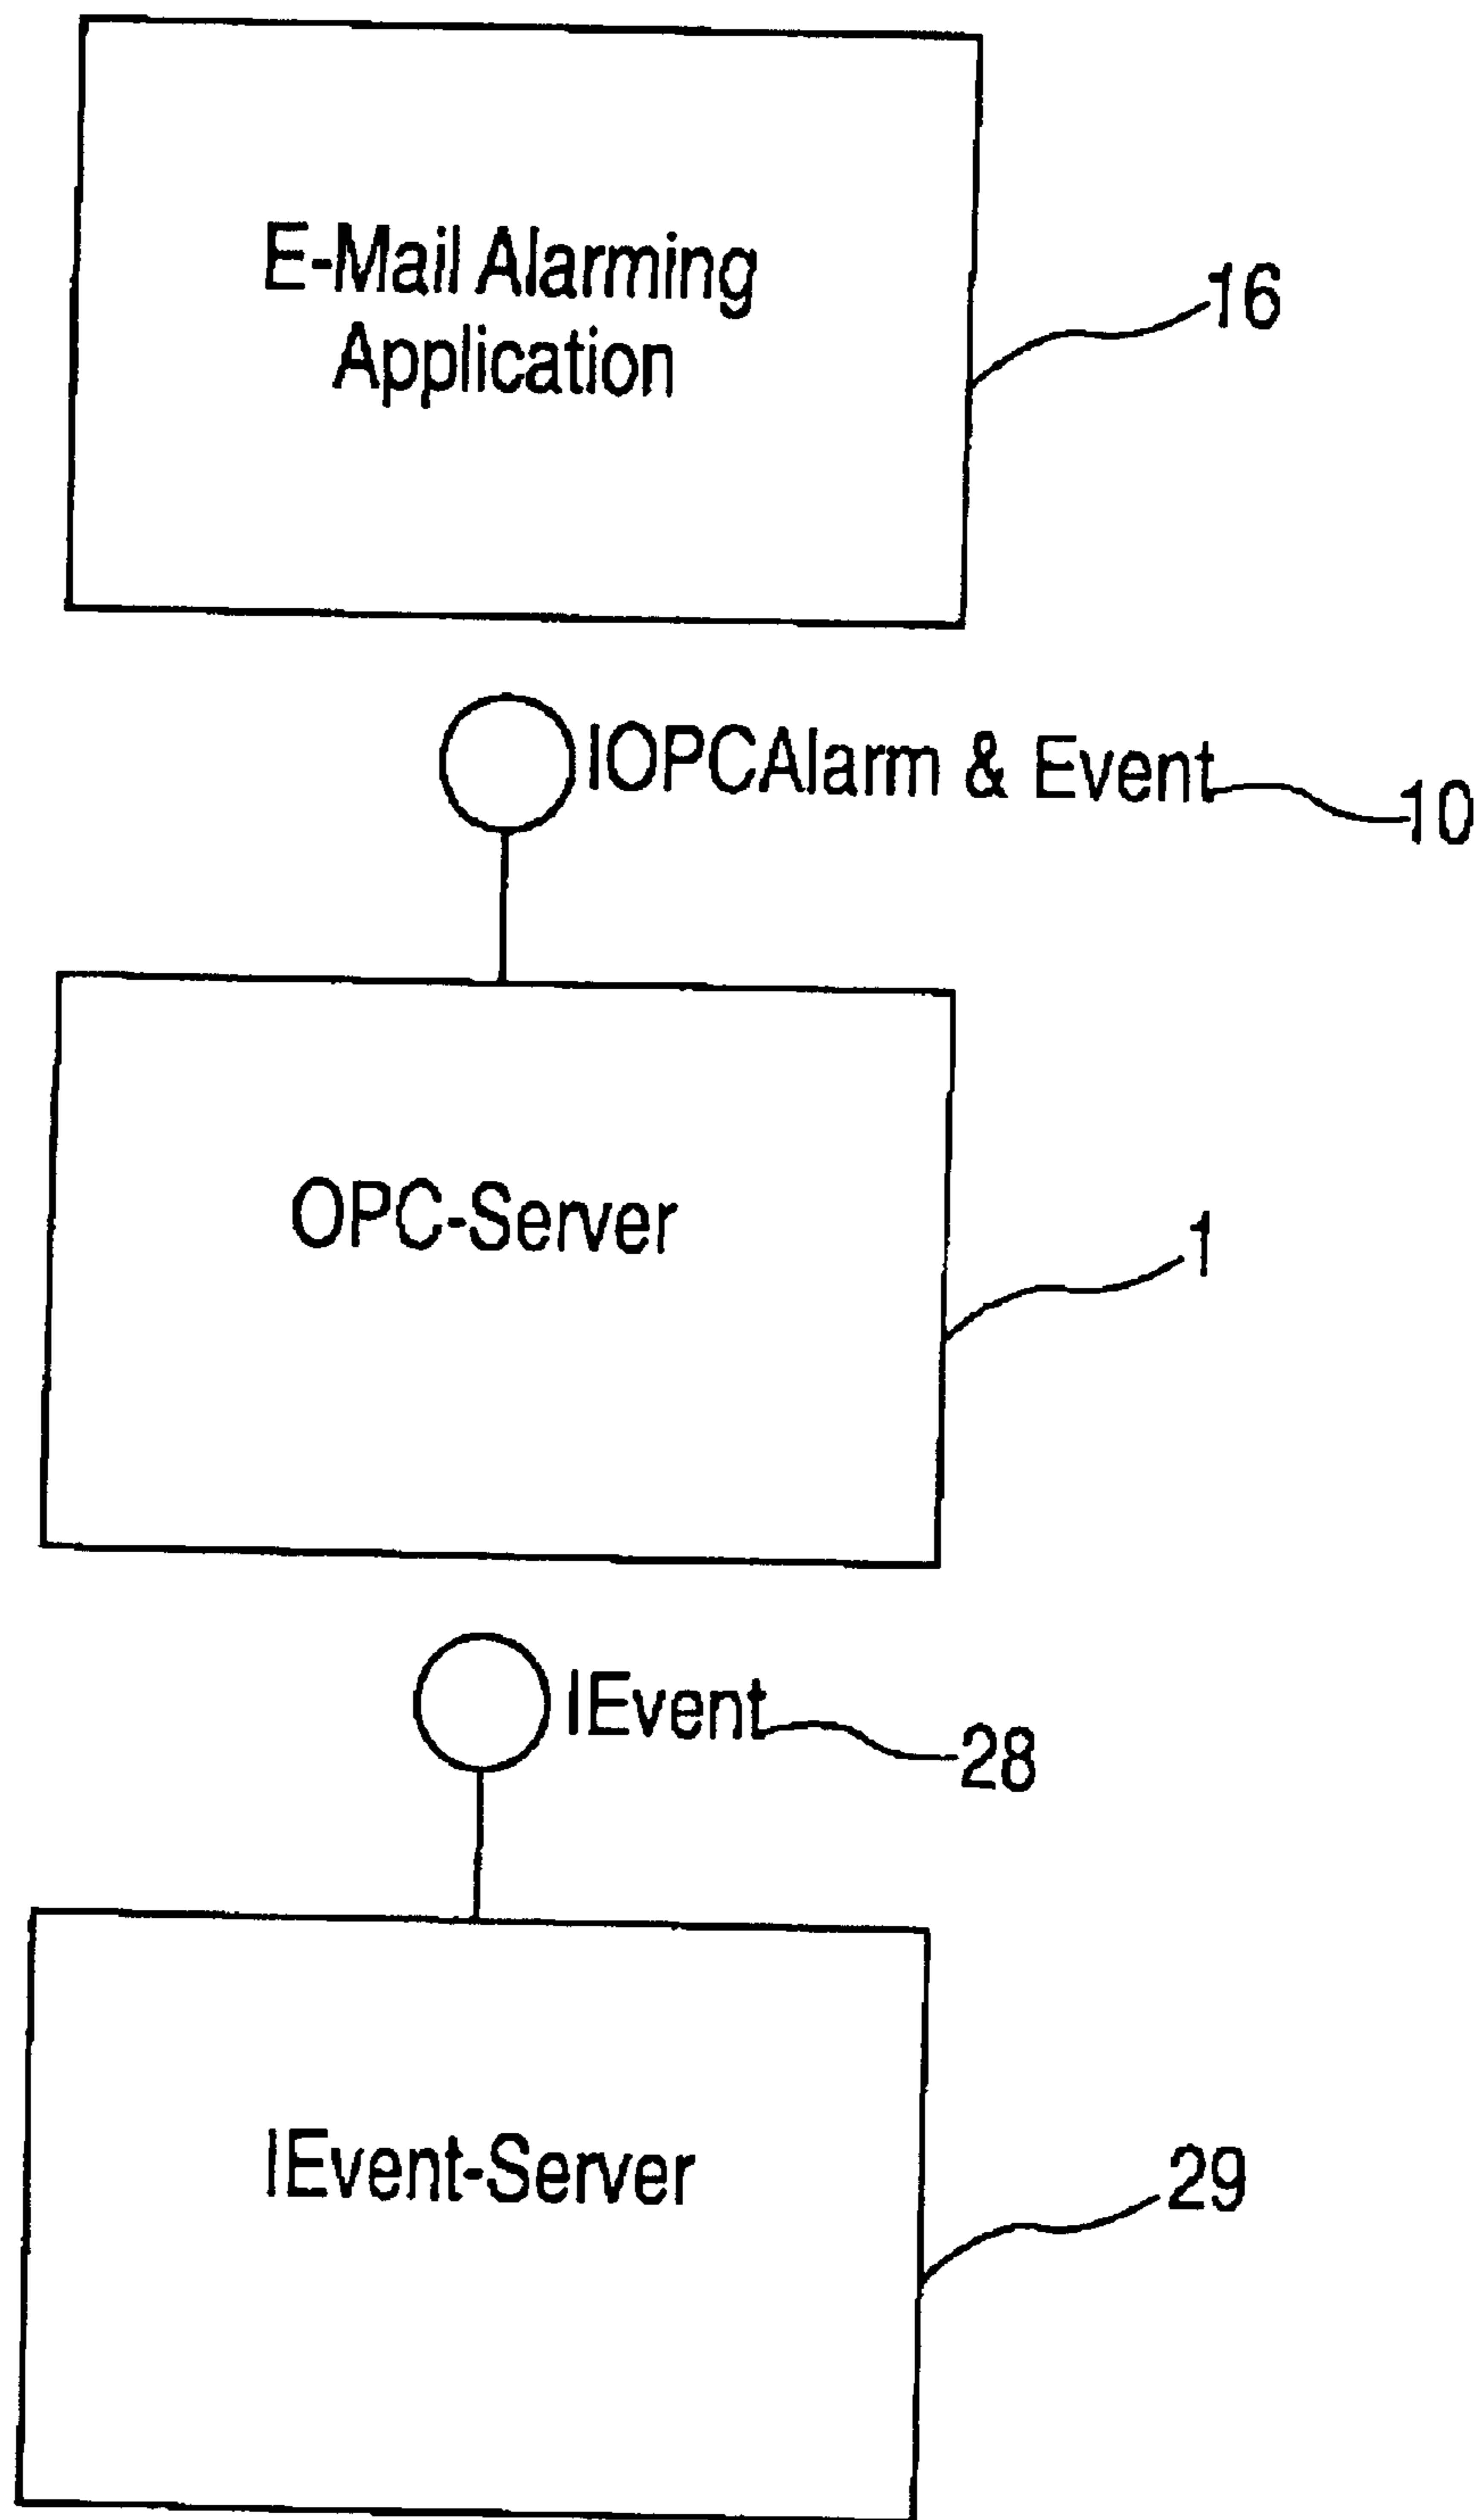 E-Mail Alarming
Application
16
IOPCAlarm & Event
10
OPC-Server
1
IEvent
28
IEvent-Server
29